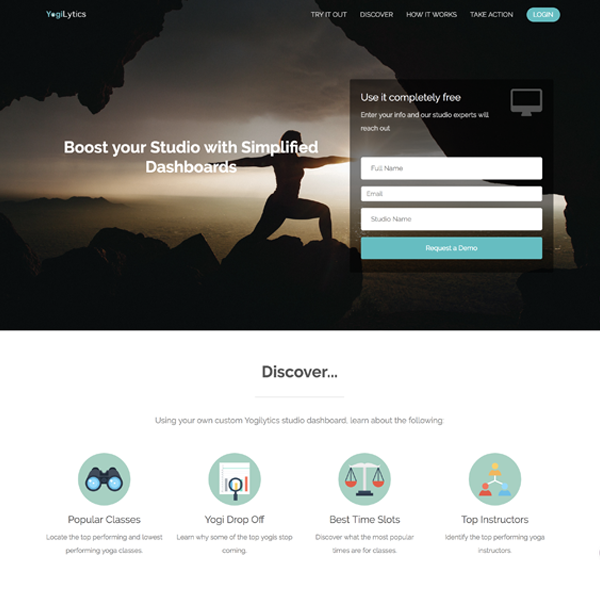 YogiLytics
TRY IT OUT DISCOVER HOW IT WORKS TAKE ACTION LOGIN
Boost your Studio with Simplified
Dashboards
Use it completely free
Enter your info and our studio experts will
reach out
Full Name
Email
Studio Name
Request a Demo
Discover...
Using your own custom Yogilytics studio dashboard, learn about the following:
Popular Classes
Locate the top performing and lowest
performing yoga classes.
Yogi Drop Off
Learn why some of the top yogis stop
coming.
Best Time Slots
Discover what the most popular
times are for classes.
Top Instructors
Identify the top performing yoga
instructors.